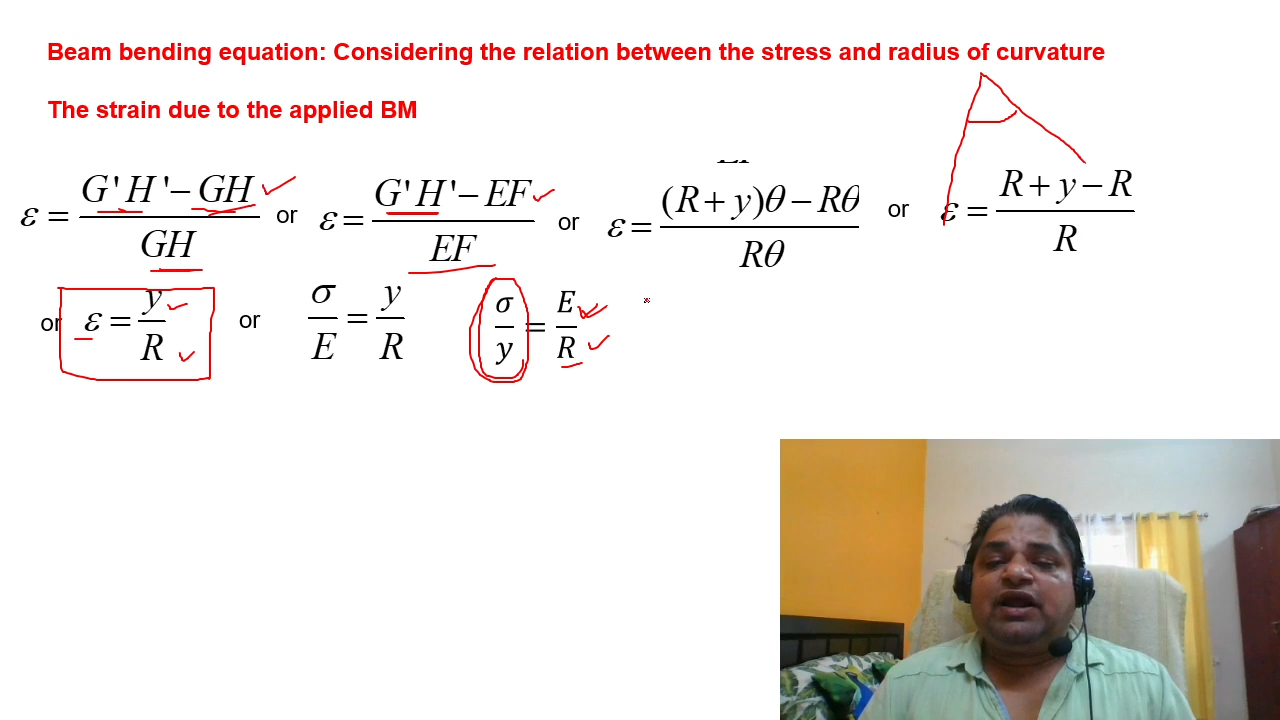 Beam bending equation: Considering the relation between the stress and radius of curvature
The strain due to the applied BM
ε = (G'H'−GH)/GH or ε = (G'H'−EF)/EF or ε = ((R+y)θ−Rθ)/Rθ or ε = (R+y−R)/R
or ε = y/R or σ/E = y/R σ/y = E/R